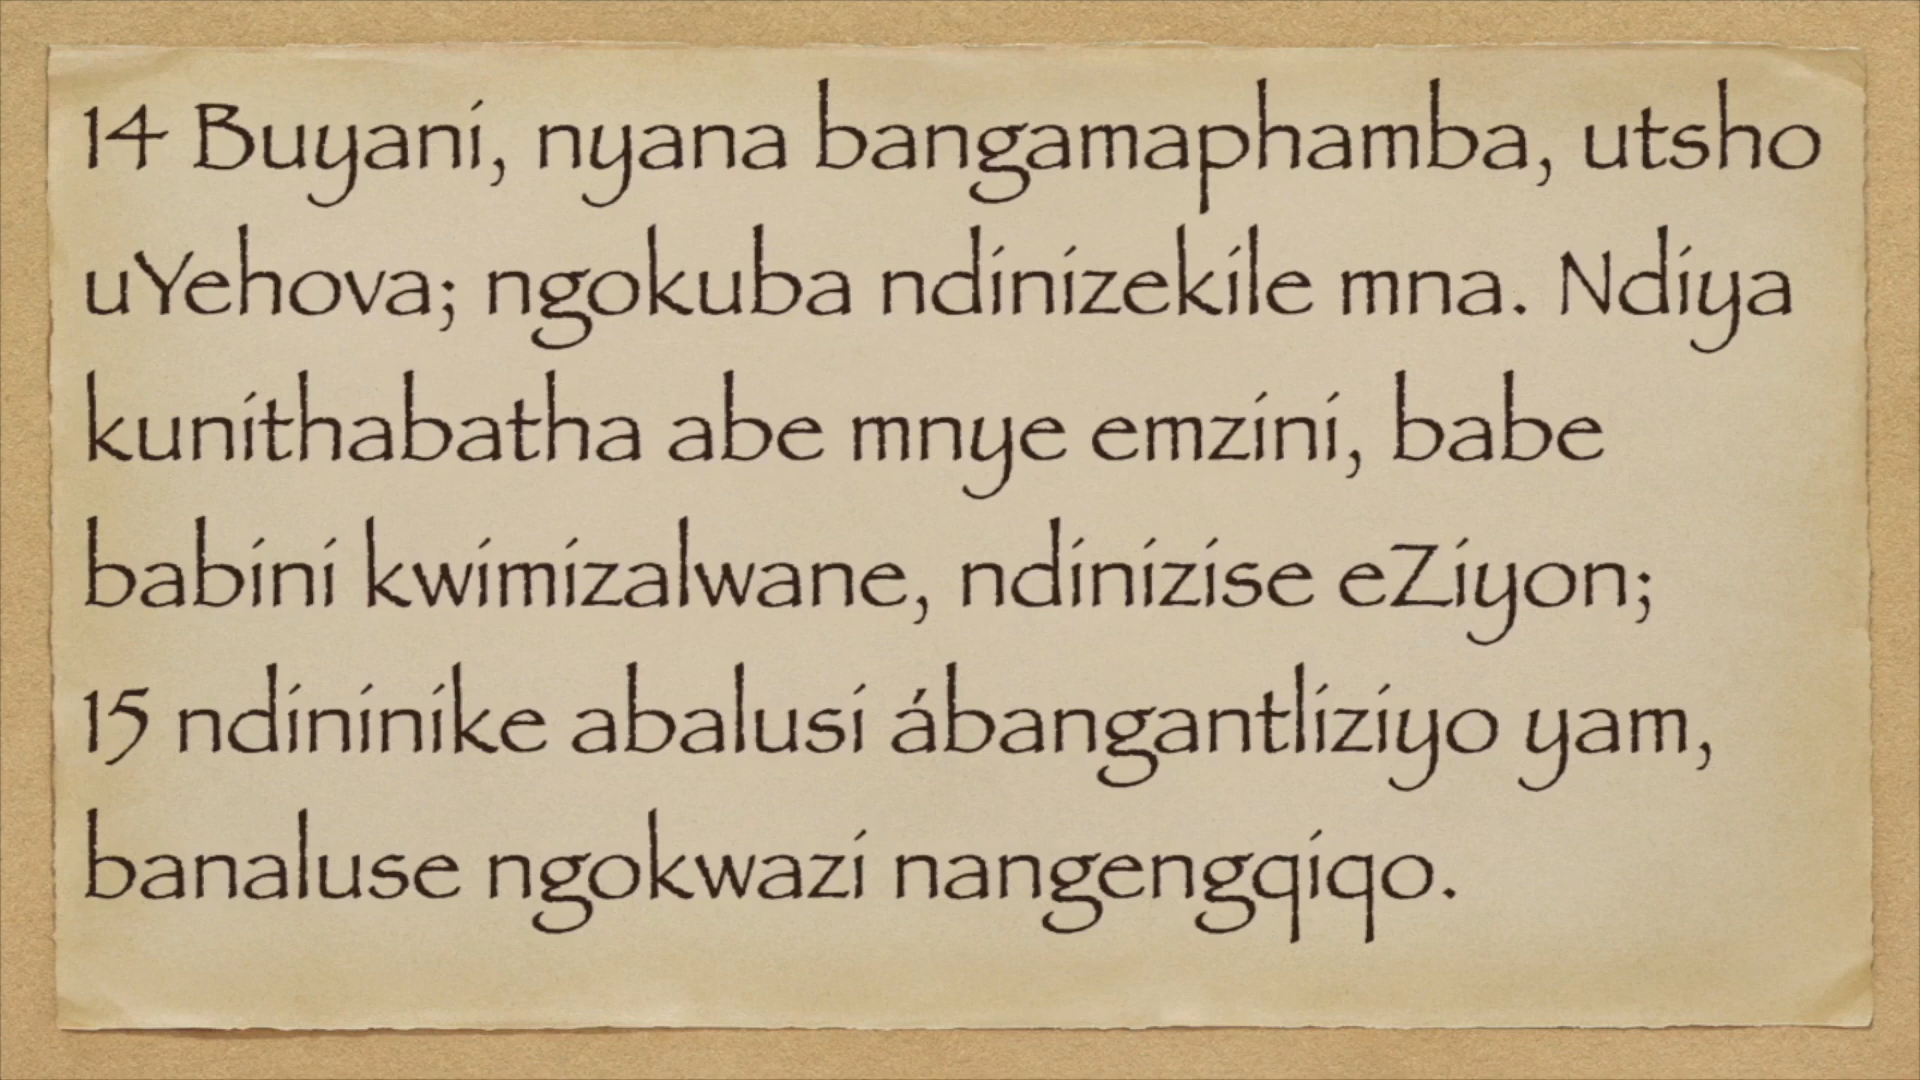 14 Buyani, nyana bangamaphamba, utsho
uYehova; ngokuba ndinizekile mna. Ndiya
kunithabatha abe mnye emzini, babe
babini kwimizalwane, ndinizise eZiyon;
15 ndininike abalusi ábangantliziyo yam,
banaluse ngokwazi nangengqiqo.